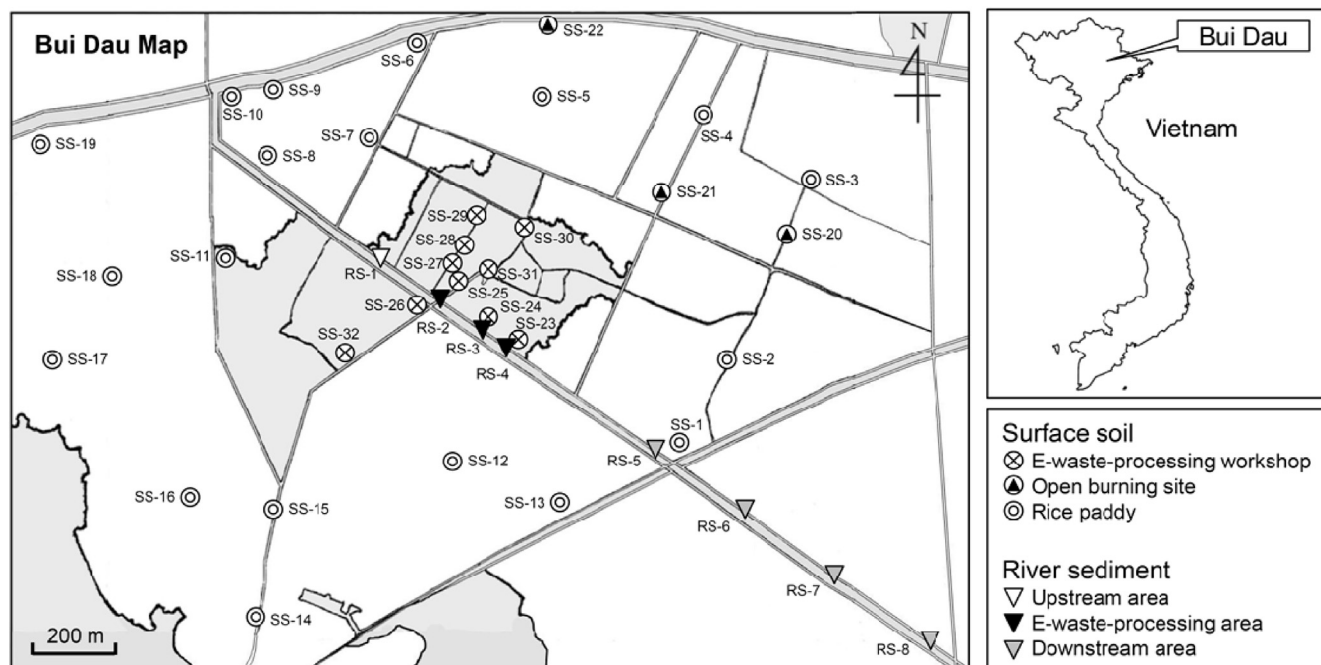 Bui Dau Map
SS-22
N
SS-6
SS-9
SS-10
SS-5
SS-4
SS-7
SS-19
SS-8
SS-3
SS-21
SS-29
SS-30
SS-20
SS-28
SS-11
SS-27
SS-31
RS-1
SS-18
SS-25
SS-26
SS-24
RS-2
SS-23
SS-32
RS-3
SS-17
SS-2
RS-4
SS-1
RS-5
SS-12
SS-16
SS-15
SS-13
RS-6
RS-7
SS-14
200 m
RS-8
Bui Dau
Vietnam
Surface soil
E-waste-processing workshop
Open burning site
Rice paddy
River sediment
Upstream area
E-waste-processing area
Downstream area